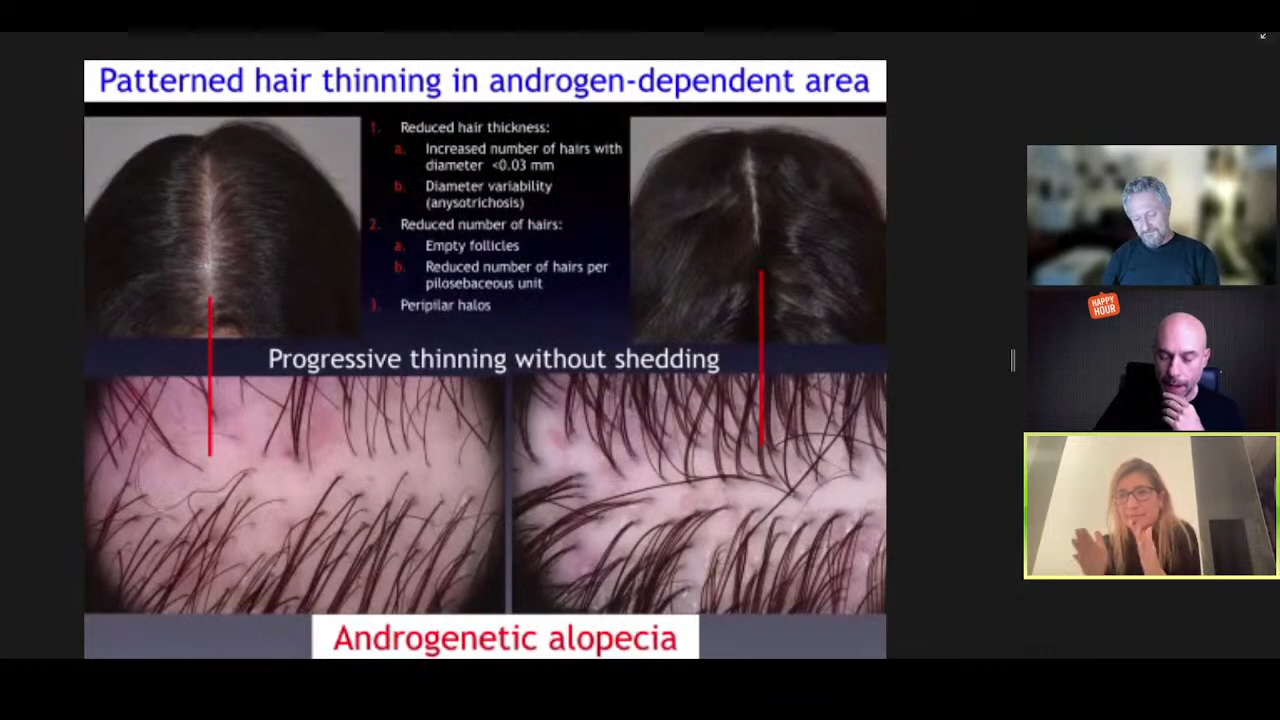 Patterned hair thinning in androgen-dependent area
1. Reduced hair thickness:
a. Increased number of hairs with
diameter <0.03 mm
b. Diameter variability
(anysotrichosis)
2. Reduced number of hairs:
a. Empty follicles
b. Reduced number of hairs per
pilosebaceous unit
3. Peripilar halos
Progressive thinning without shedding
Androgenetic alopecia
HAPPY
HOUR